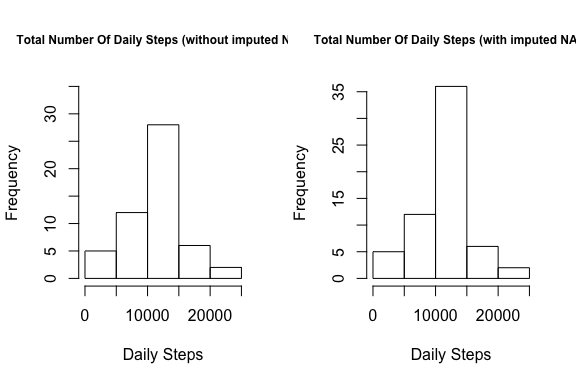 Total Number Of Daily Steps (without imputed N
Total Number Of Daily Steps (with imputed NA
Frequency
0
5
10
20
30
0
10000
20000
Daily Steps
Frequency
0
5
15
25
35
0
10000
20000
Daily Steps